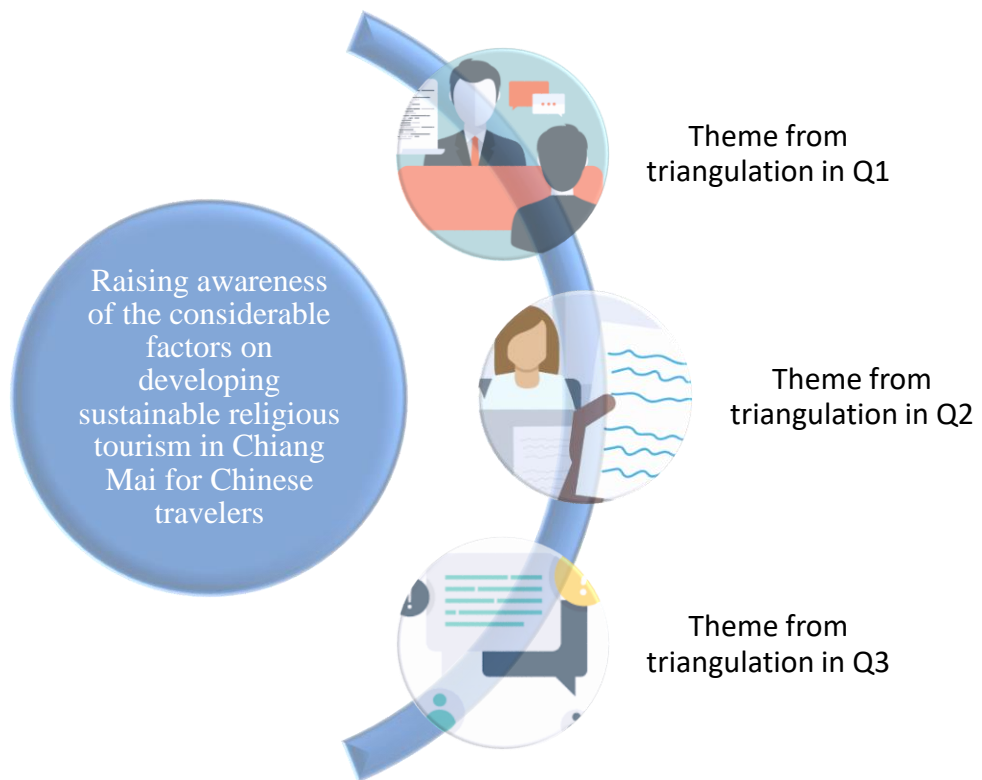 Theme from
triangulation in Q1
Raising awareness
of the considerable
factors on
developing
sustainable religious
tourism in Chiang
Mai for Chinese
travelers
Theme from
triangulation in Q2
Theme from
triangulation in Q3